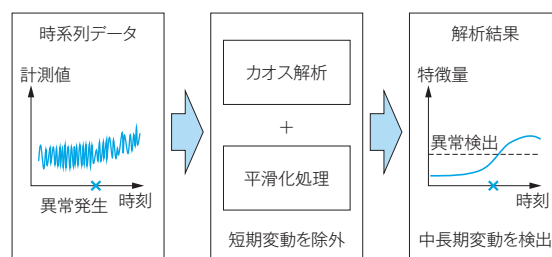 時系列データ
計測値
異常発生
時刻
カオス解析
+
平滑化処理
短期変動を除外
解析結果
特徴量
異常検出
時刻
中長期変動を検出